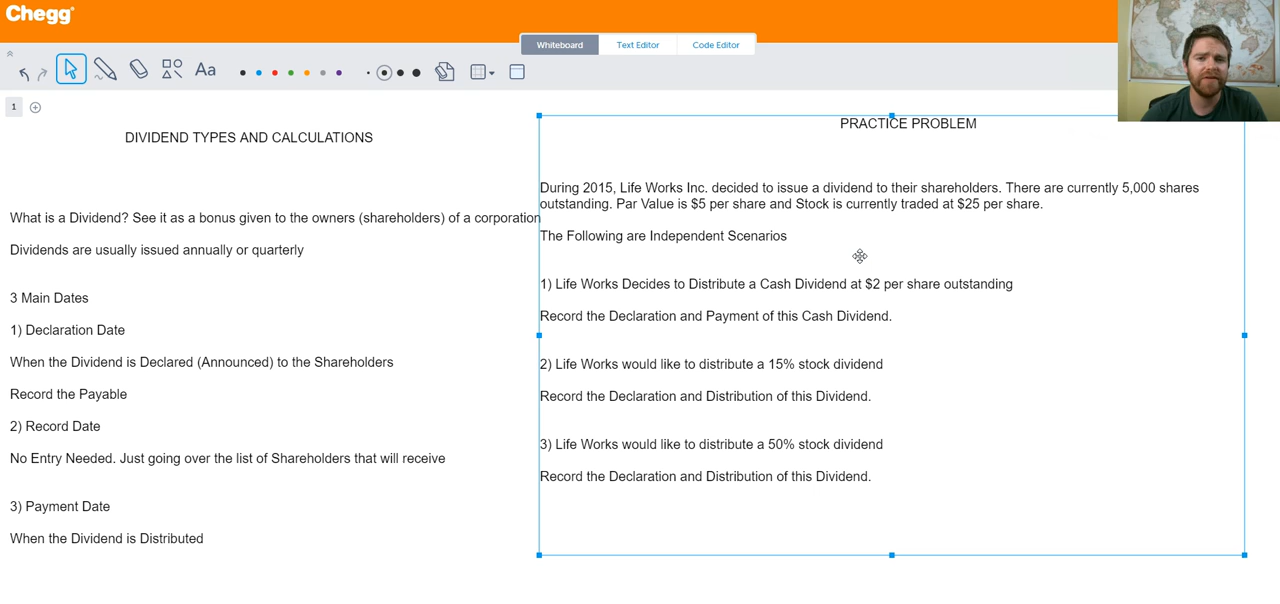 Chegg
Whiteboard
Text Editor
Code Editor
Aa
1
DIVIDEND TYPES AND CALCULATIONS
What is a Dividend? See it as a bonus given to the owners (shareholders) of a corporation
Dividends are usually issued annually or quarterly
3 Main Dates
1) Declaration Date
When the Dividend is Declared (Announced) to the Shareholders
Record the Payable
2) Record Date
No Entry Needed. Just going over the list of Shareholders that will receive
3) Payment Date
When the Dividend is Distributed
PRACTICE PROBLEM
During 2015, Life Works Inc. decided to issue a dividend to their shareholders. There are currently 5,000 shares
outstanding. Par Value is $5 per share and Stock is currently traded at $25 per share.
The Following are Independent Scenarios
1) Life Works Decides to Distribute a Cash Dividend at $2 per share outstanding
Record the Declaration and Payment of this Cash Dividend.
2) Life Works would like to distribute a 15% stock dividend
Record the Declaration and Distribution of this Dividend.
3) Life Works would like to distribute a 50% stock dividend
Record the Declaration and Distribution of this Dividend.